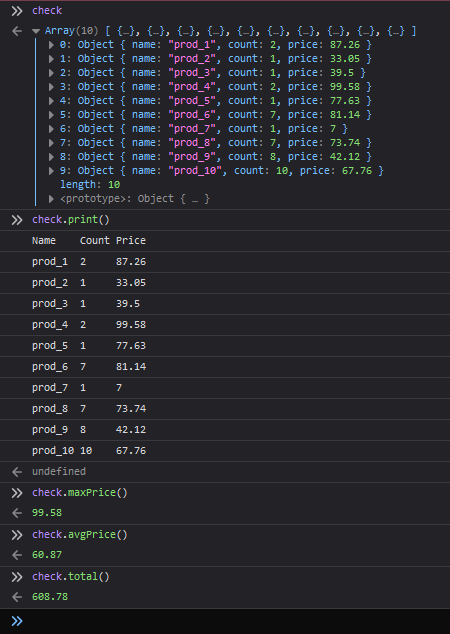 check
Array(10) [ {…}, {…}, {…}, {…}, {…}, {…}, {…}, {…}, {…}, {…} ]
0: Object { name: "prod_1", count: 2, price: 87.26 }
1: Object { name: "prod_2", count: 1, price: 33.05 }
2: Object { name: "prod_3", count: 1, price: 39.5 }
3: Object { name: "prod_4", count: 2, price: 99.58 }
4: Object { name: "prod_5", count: 1, price: 77.63 }
5: Object { name: "prod_6", count: 7, price: 81.14 }
6: Object { name: "prod_7", count: 1, price: 7 }
7: Object { name: "prod_8", count: 7, price: 73.74 }
8: Object { name: "prod_9", count: 8, price: 42.12 }
9: Object { name: "prod_10", count: 10, price: 67.76 }
length: 10
<prototype>: Object { … }
check.print()
Name Count Price
prod_1 2 87.26
prod_2 1 33.05
prod_3 1 39.5
prod_4 2 99.58
prod_5 1 77.63
prod_6 7 81.14
prod_7 1 7
prod_8 7 73.74
prod_9 8 42.12
prod_10 10 67.76
undefined
check.maxPrice()
99.58
check.avgPrice()
60.87
check.total()
608.78